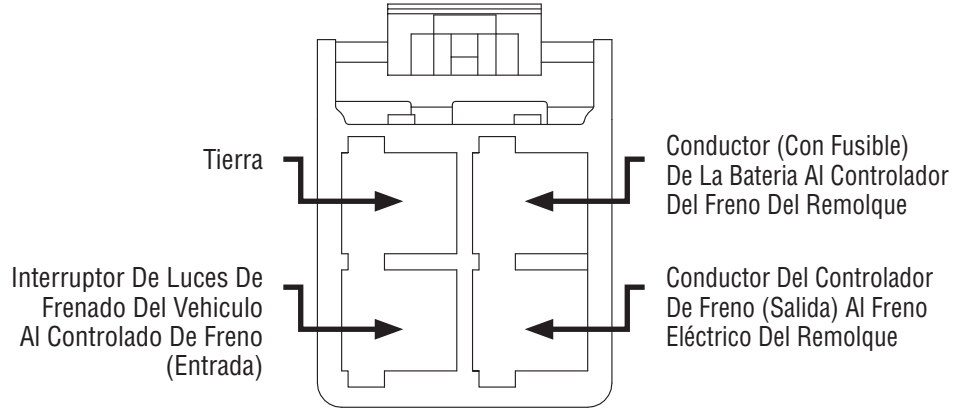 Tierra
Conductor (Con Fusible)
De La Bateria Al Controlador
Del Freno Del Remolque
Interruptor De Luces De
Frenado Del Vehiculo
Al Controlado De Freno
(Entrada)
Conductor Del Controlador
De Freno (Salida) Al Freno
Eléctrico Del Remolque